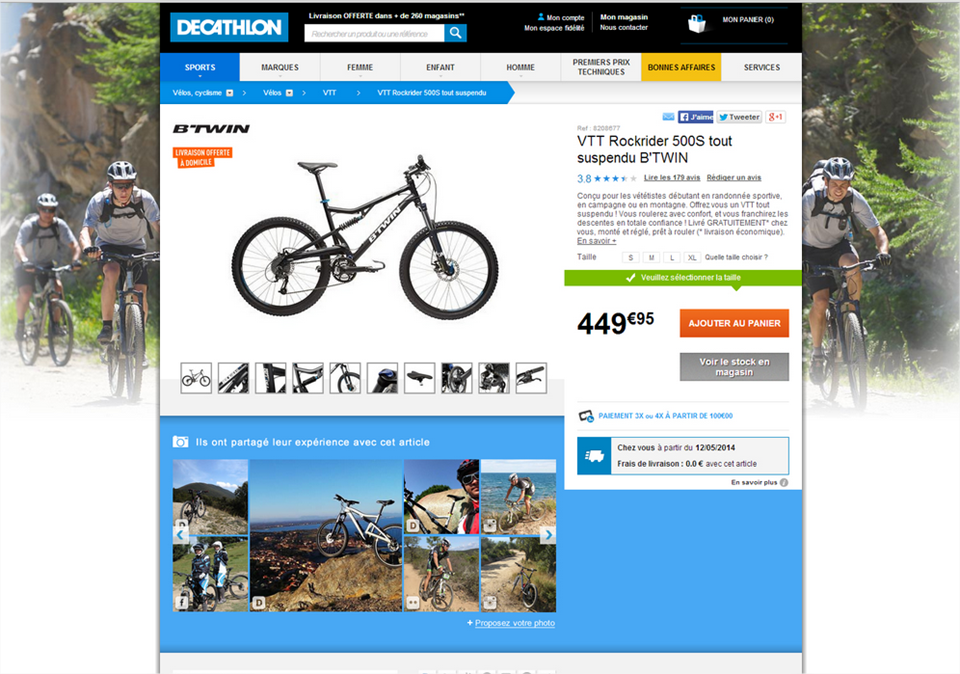 DECATHLON
Livraison OFFERTE dans + de 260 magasins**
Rechercher un produit ou une référence
Mon compte
Mon espace fidélité
Mon magasin
Nous contacter
MON PANIER (0)
SPORTS
MARQUES
FEMME
ENFANT
HOMME
PREMIERS PRIX
TECHNIQUES
BONNES AFFAIRES
SERVICES
Vélos, cyclisme
Vélos
VTT
VTT Rockrider 500S tout suspendu
B'TWIN
LIVRAISON OFFERTE
À DOMICILE
B'TWIN
J'aime
Tweeter
g+1
Ref : 8208677
VTT Rockrider 500S tout
suspendu B'TWIN
3.8
Lire les 179 avis
Rédiger un avis
Conçu pour les vététistes débutant en randonnée sportive,
en campagne ou en montagne. Offrez vous un VTT tout
suspendu ! Vous roulerez avec confort, et vous franchirez les
descentes en totale confiance ! Livré GRATUITEMENT* chez
vous, monté et réglé, prêt à rouler (* livraison économique).
En savoir +
Taille
S
M
L
XL
Quelle taille choisir ?
Veuillez sélectionner la taille
449€95
AJOUTER AU PANIER
Voir le stock en
magasin
PAIEMENT 3X ou 4X À PARTIR DE 100€00
Chez vous à partir du 12/05/2014
Frais de livraison : 0.0 € avec cet article
En savoir plus
Ils ont partagé leur expérience avec cet article
D
D
D
f
+ Proposez votre photo